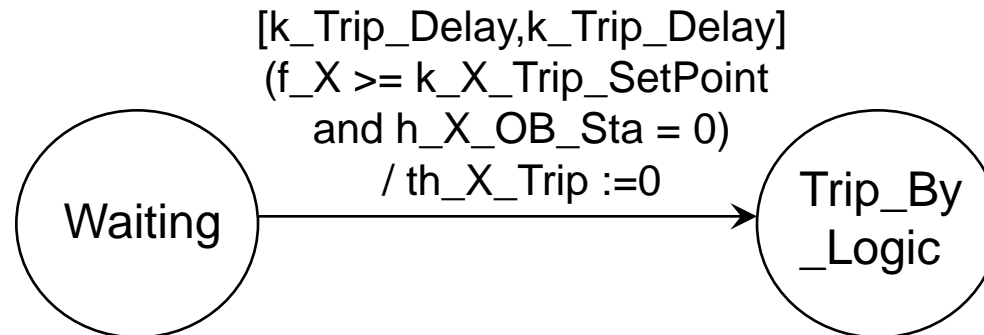 [k_Trip_Delay,k_Trip_Delay]
(f_X >= k_X_Trip_SetPoint
and h_X_OB_Sta = 0)
/ th_X_Trip :=0
Waiting
Trip_By
_Logic